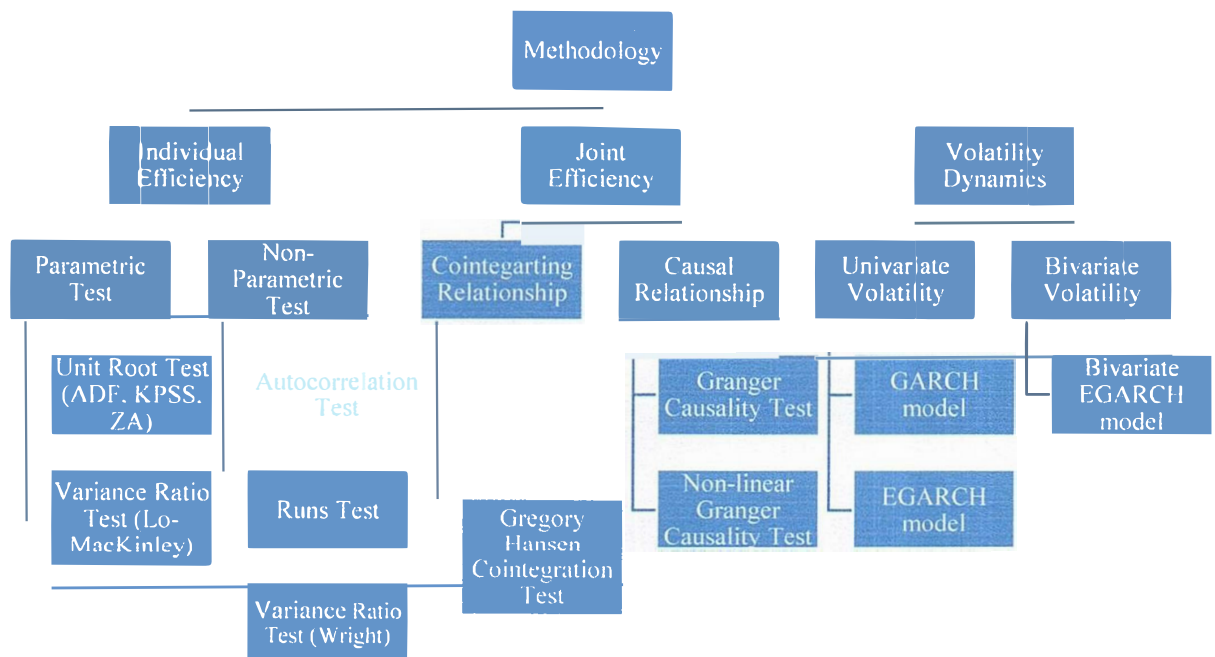 Methodology
Individual
Efficiency
Joint
Efficiency
Volatility
Dynamics
Parametric
Test
Non-
Parametric
Test
Cointegarting
Relationship
Causal
Relationship
Univariate
Volatility
Bivariate
Volatility
Unit Root Test
(ADF, KPSS,
ZA)
Autocorrelation
Test
Granger
Causality Test
GARCH
model
Bivariate
EGARCH
model
Variance Ratio
Test (Lo-
MacKinley)
Runs Test
Gregory
Hansen
Cointegration
Test
Non-linear
Granger
Causality Test
EGARCH
model
Variance Ratio
Test (Wright)